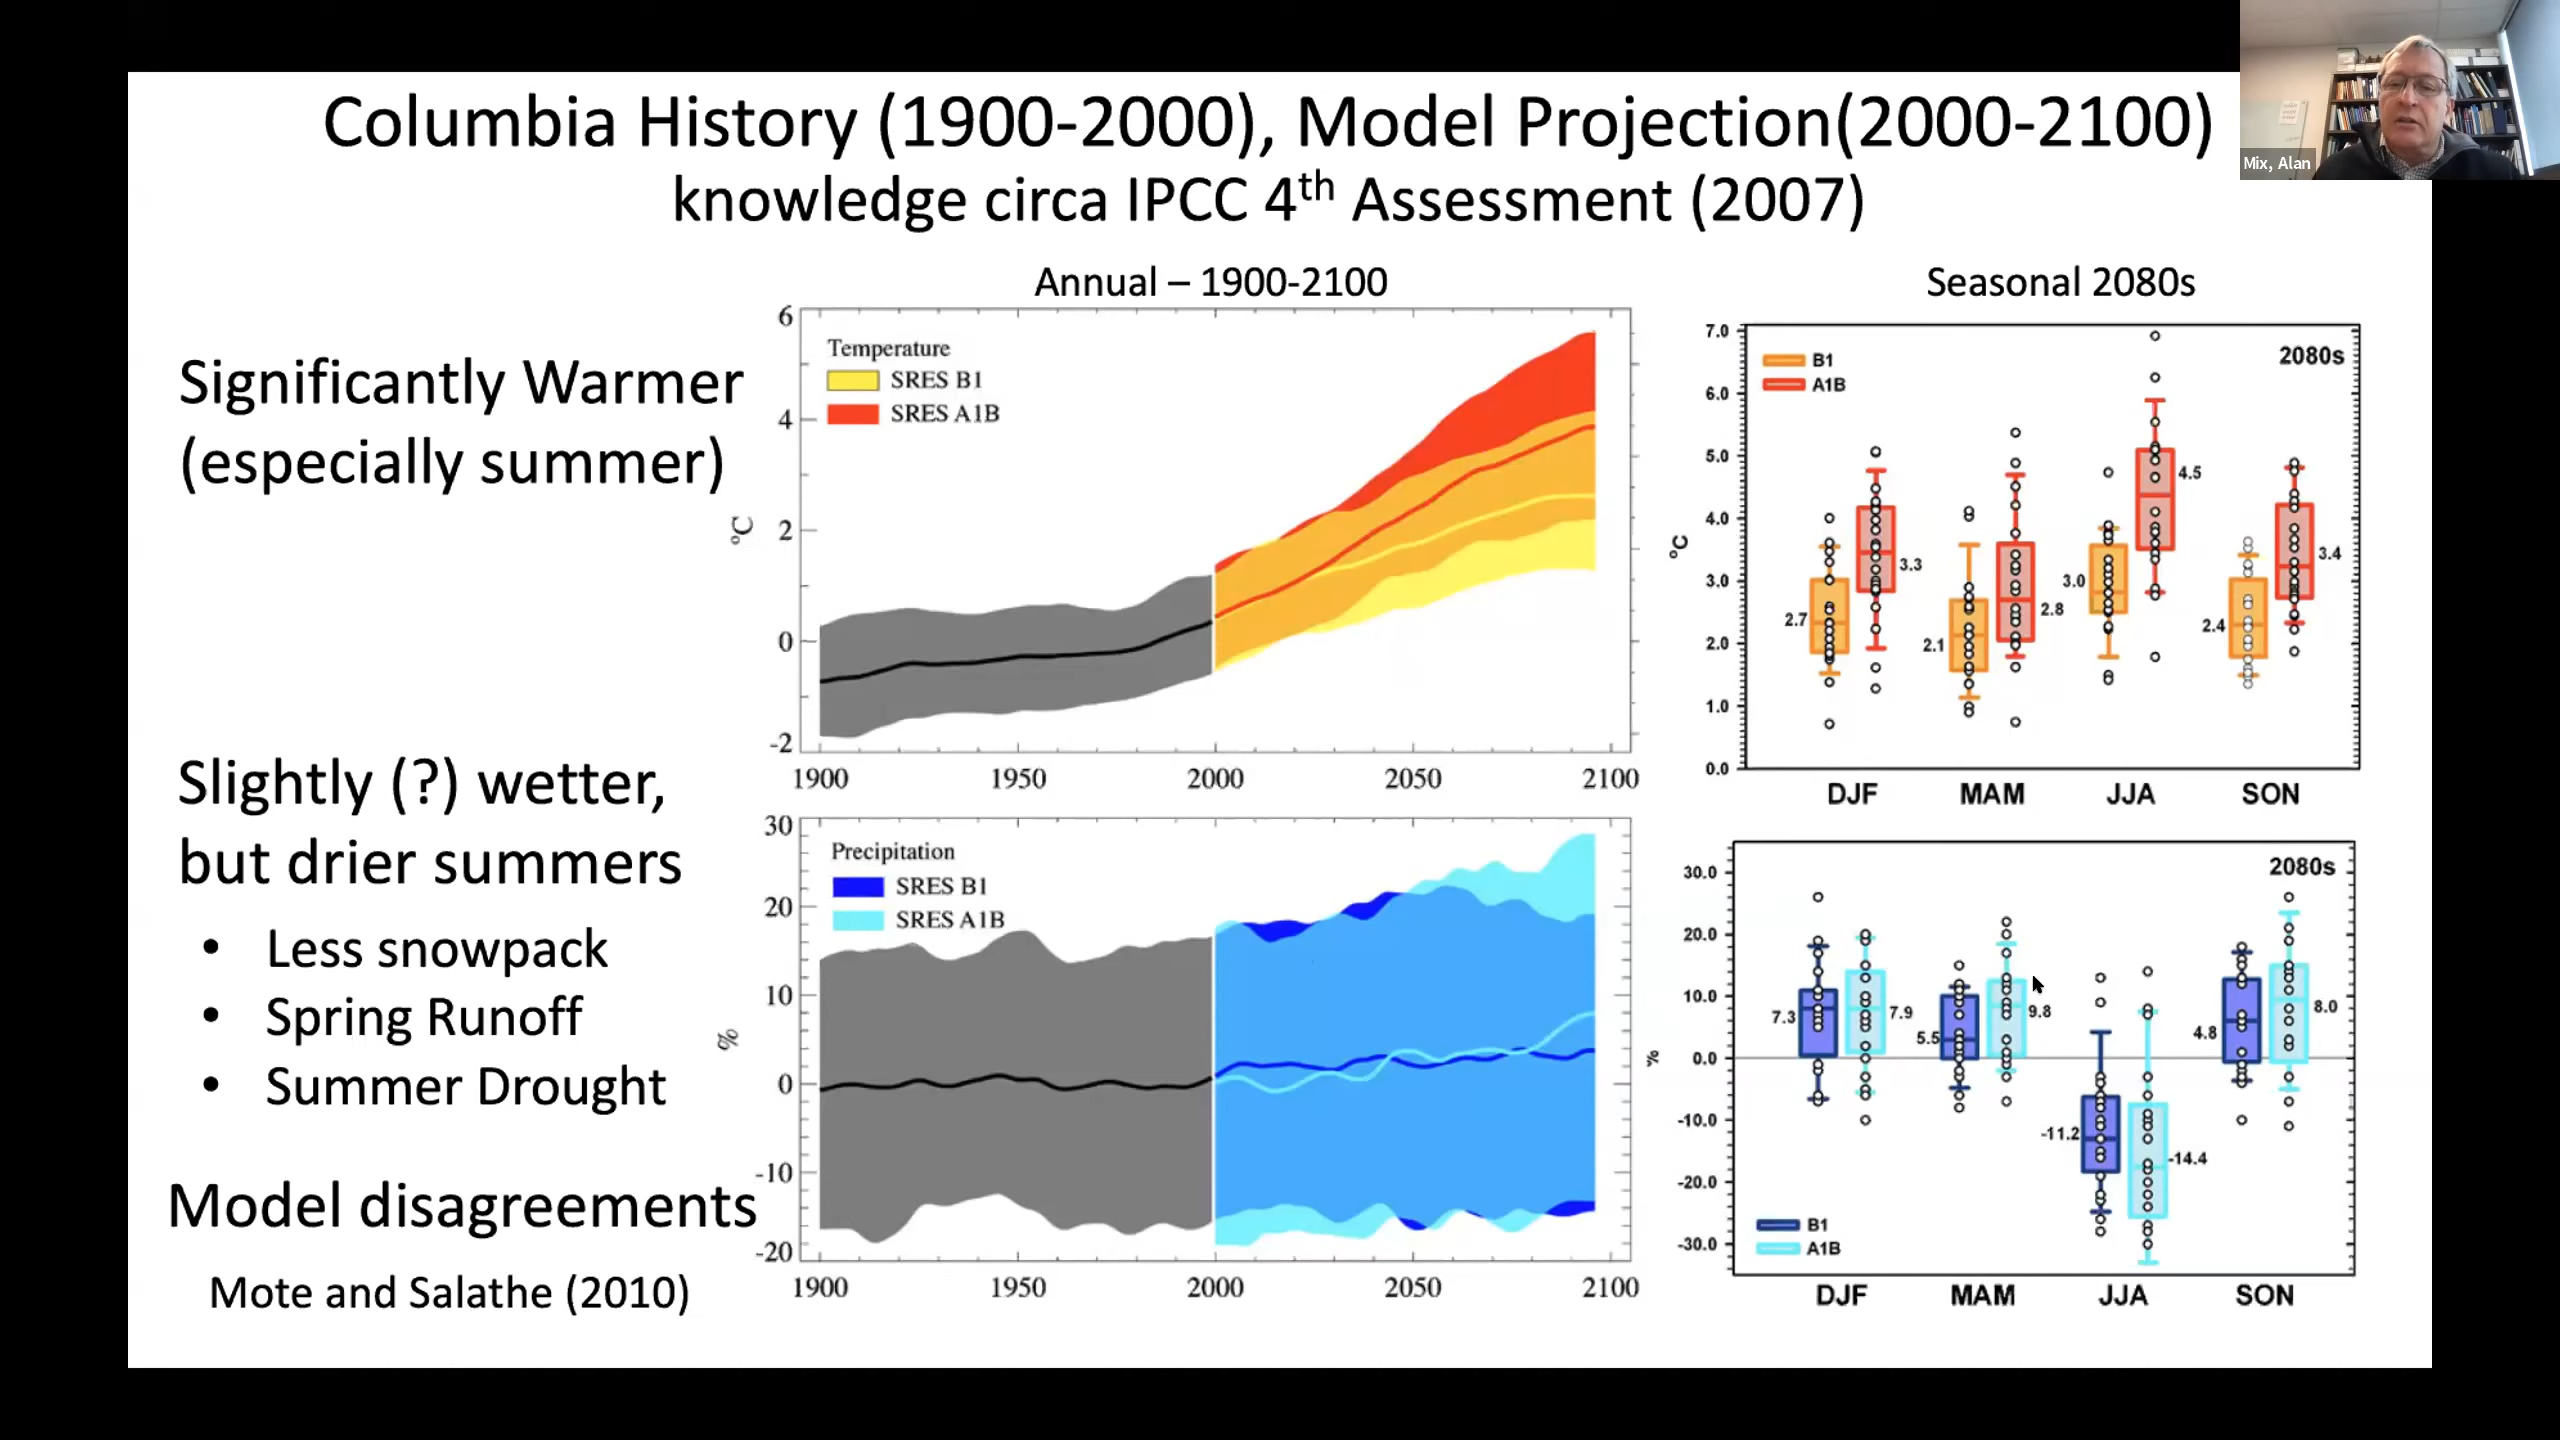 Columbia History (1900-2000), Model Projection(2000-2100)
knowledge circa IPCC 4th Assessment (2007)
Mix, Alan
Significantly Warmer
(especially summer)
Slightly (?) wetter,
but drier summers
• Less snowpack
• Spring Runoff
• Summer Drought
Model disagreements
Mote and Salathe (2010)
Annual – 1900-2100
Temperature
SRES B1
SRES A1B
°C
6
4
2
0
-2
1900 1950 2000 2050 2100
Precipitation
SRES B1
SRES A1B
%
30
20
10
0
-10
-20
1900 1950 2000 2050 2100
Seasonal 2080s
2080s
B1
A1B
°C
7.0
6.0
5.0
4.0
3.0
2.0
1.0
0.0
2.7
3.3
2.1
2.8
3.0
4.5
2.4
3.4
DJF MAM JJA SON
2080s
%
30.0
20.0
10.0
0.0
-10.0
-20.0
-30.0
7.3
7.9
5.5
9.8
-11.2
-14.4
4.8
8.0
B1
A1B
DJF MAM JJA SON